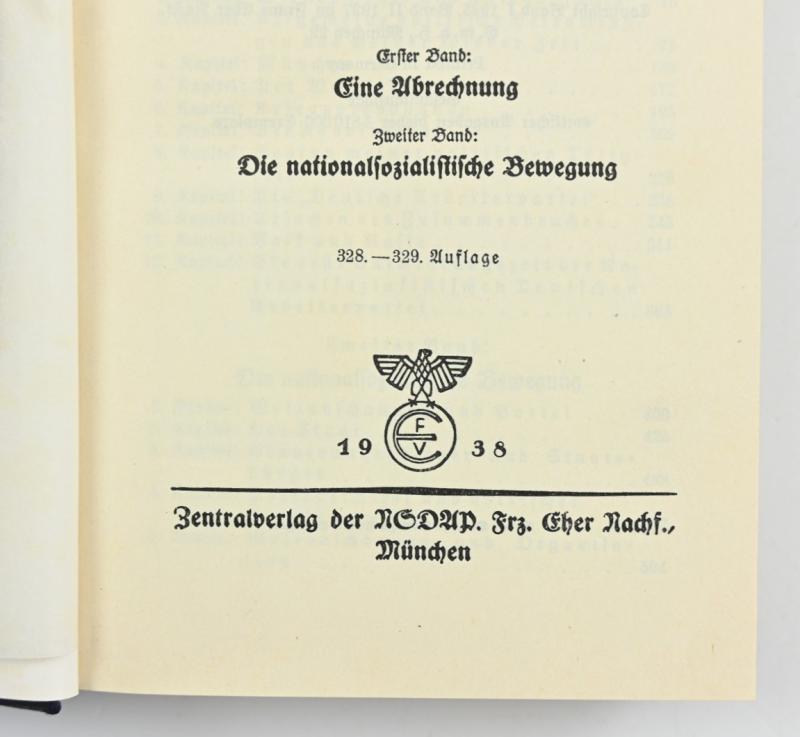 Erster Band:
Eine Abrechnung
Zweiter Band:
Die nationalsozialistische Bewegung
328.—329. Auflage
F
E
V
19 38
Zentralverlag der NSDAP. Frz. Eher Nachf.,
München